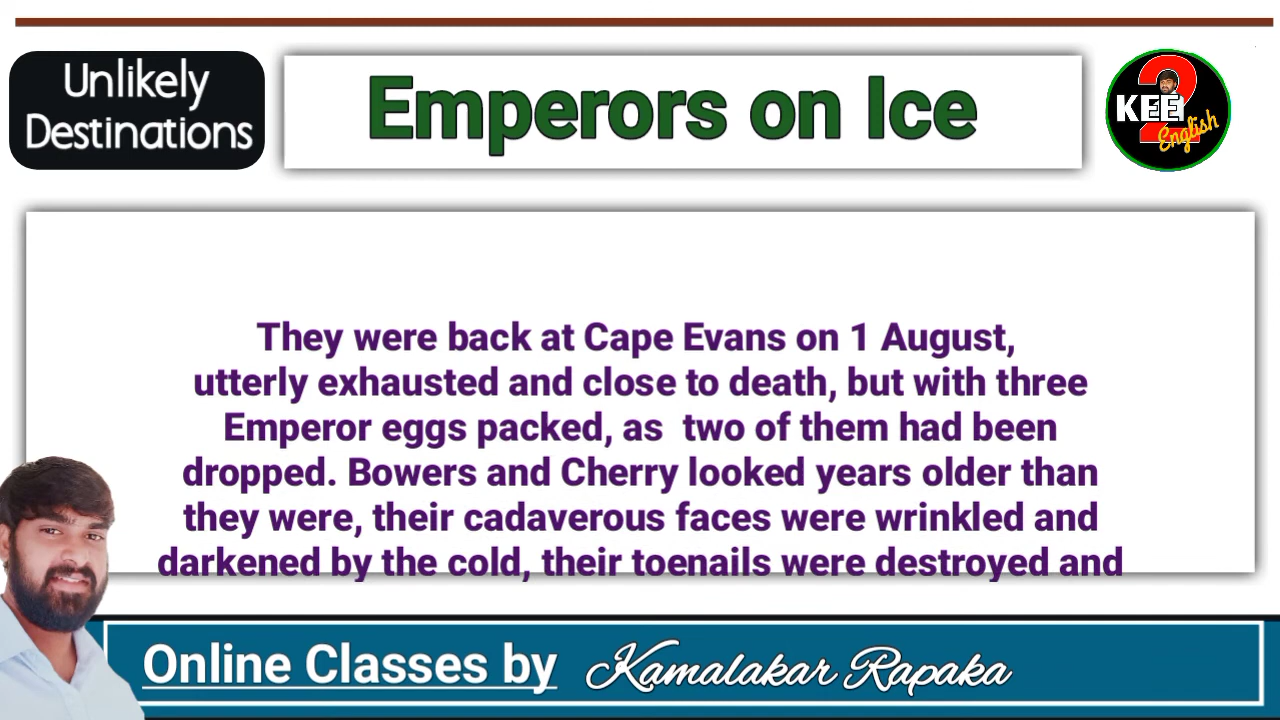 Unlikely
Destinations
Emperors on Ice
2
KEE
English
They were back at Cape Evans on 1 August,
utterly exhausted and close to death, but with three
Emperor eggs packed, as  two of them had been
dropped. Bowers and Cherry looked years older than
they were, their cadaverous faces were wrinkled and
darkened by the cold, their toenails were destroyed and
Online Classes by Kamalakar Rapaka